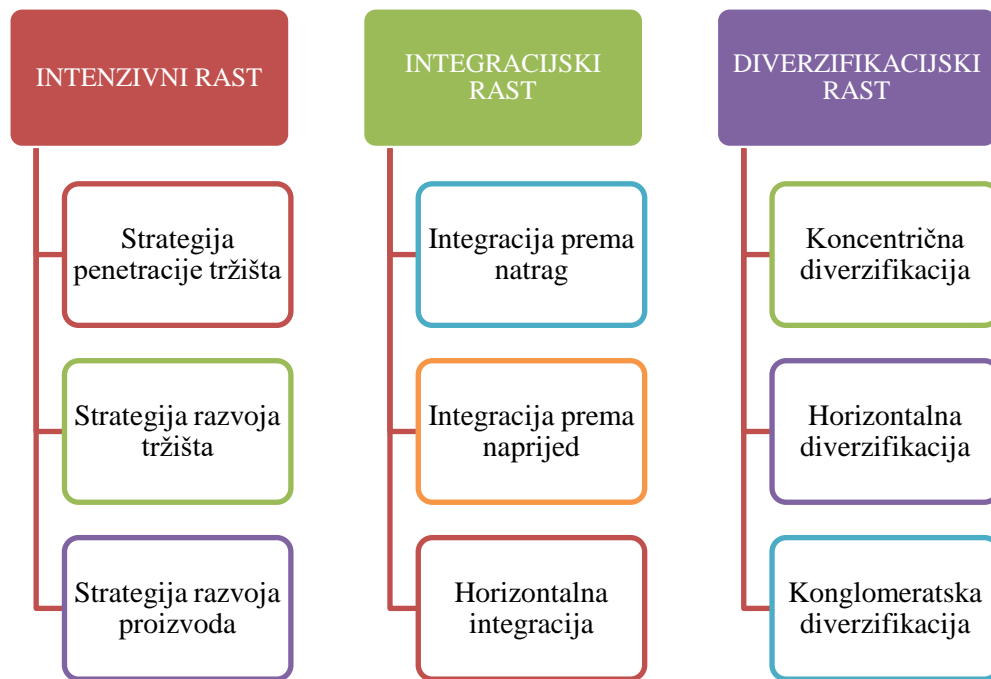 INTENZIVNI RAST
Strategija
penetracije tržišta
Strategija razvoja
tržišta
Strategija razvoja
proizvoda
INTEGRACIJSKI
RAST
Integracija prema
natrag
Integracija prema
naprijed
Horizontalna
integracija
DIVERZIFIKACIJSKI
RAST
Koncentrična
diverzifikacija
Horizontalna
diverzifikacija
Konglomeratska
diverzifikacija